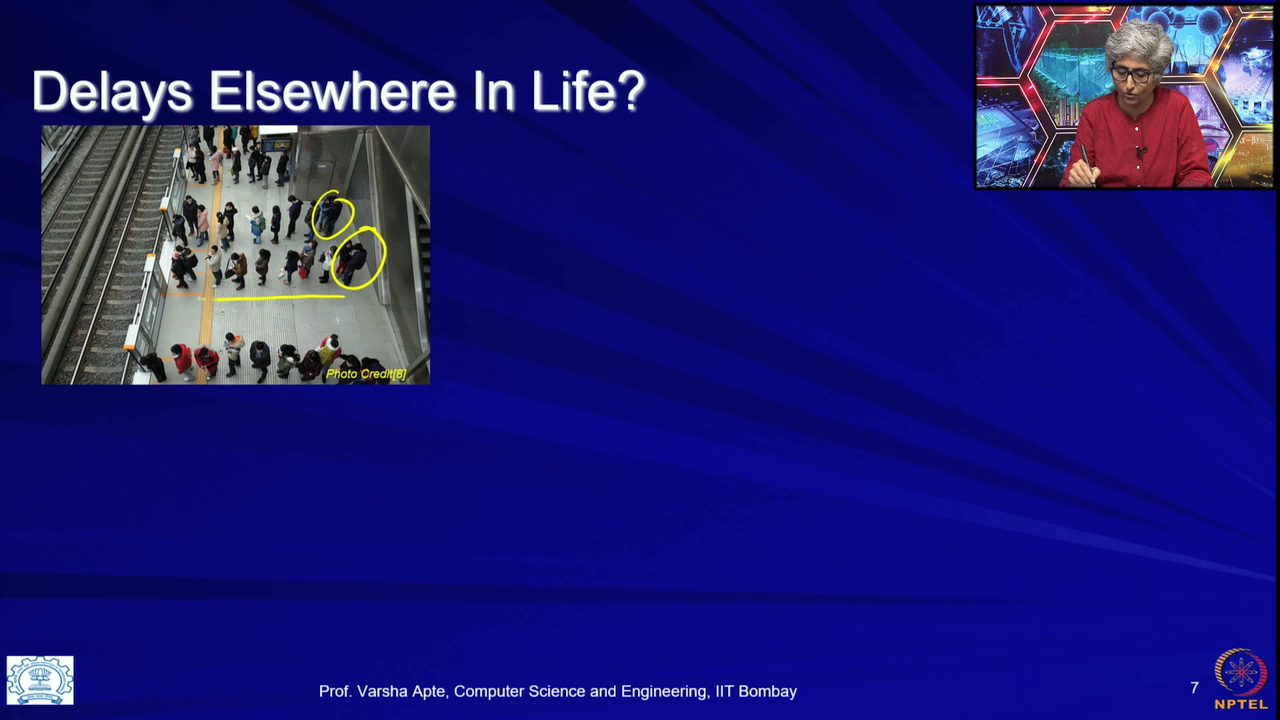 Delays Elsewhere In Life?
Photo Credit[8]
Prof. Varsha Apte, Computer Science and Engineering, IIT Bombay
7
NPTEL